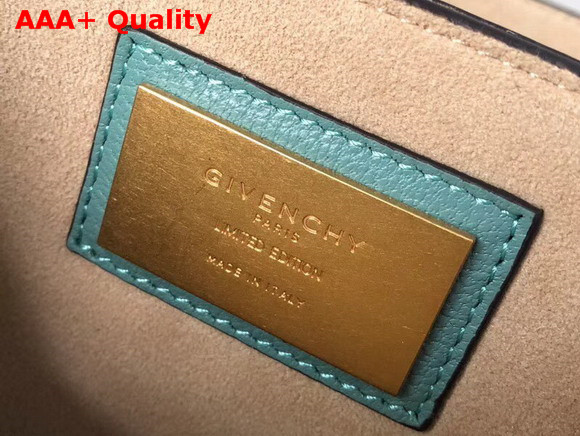 AAA+ Quality
GIVENCHY
PARIS
LIMITED EDITION
MADE IN ITALY